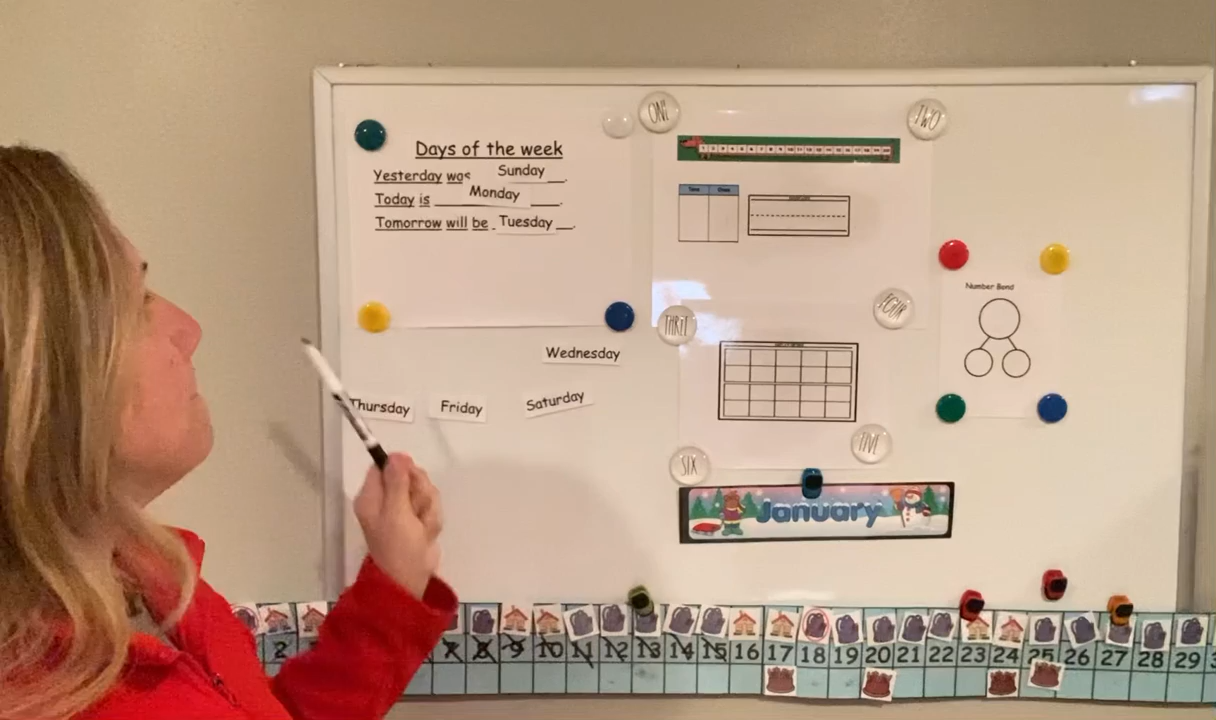 Days of the week
Yesterday was Sunday
Today is Monday
Tomorrow will be Tuesday
Wednesday
Thursday Friday Saturday
ONE
TWO
THREE
FOUR
FIVE
SIX
Number Bond
January
2 7 8 9 10 11 12 13 14 15 16 17 18 19 20 21 22 23 24 25 26 27 28 29